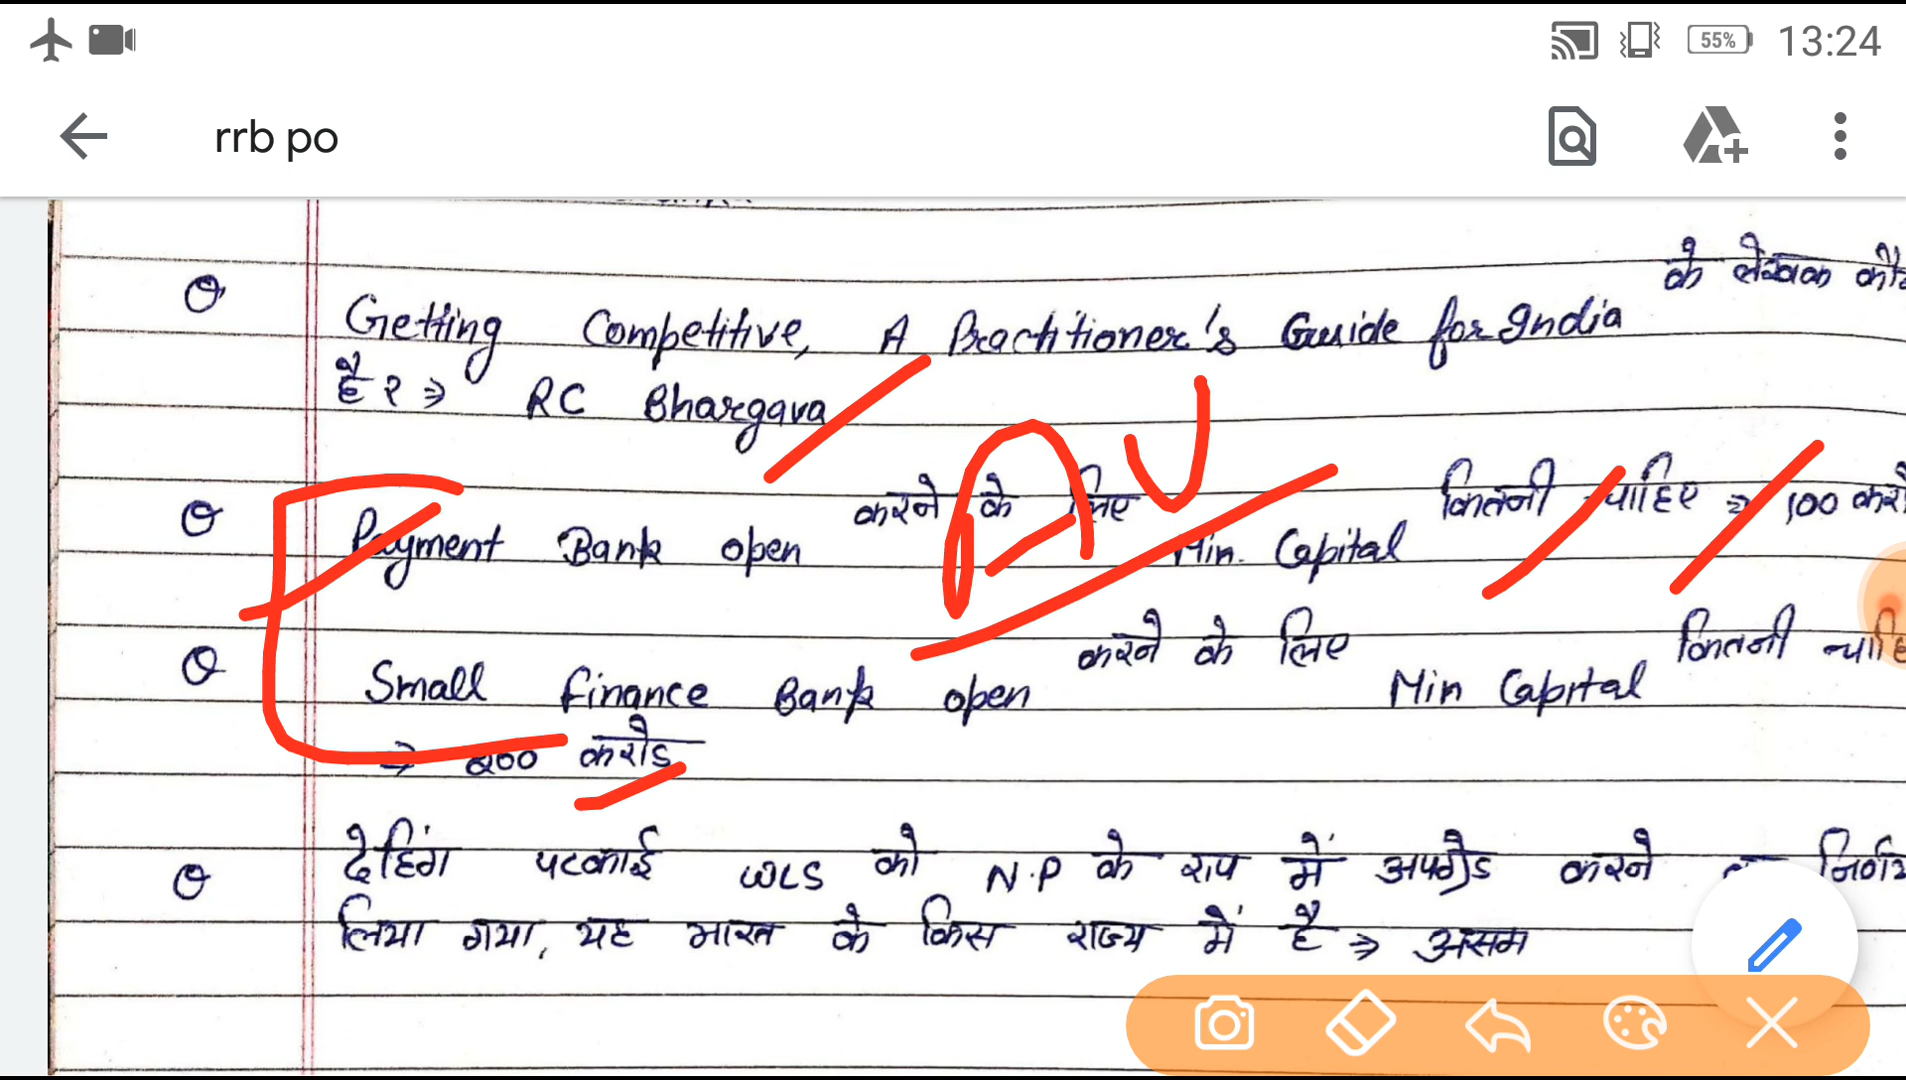 55% 13:24
rrb po
Q Getting Competitive, A Practitioner's Guide for India के लेखक
है ? ⇒ RC Bhargava
Q Payment Bank open करने के लिए Min. Capital कितनी चाहिए ⇒ 100
Q Small finance Bank open करने के लिए Min Capital कितनी
⇒ 200 करोड
Q देहिंग पटकाई WLS को N.P के रूप में अपग्रेड करने
लिया गया, यह भारत के किस राज्य में है ⇒ असम